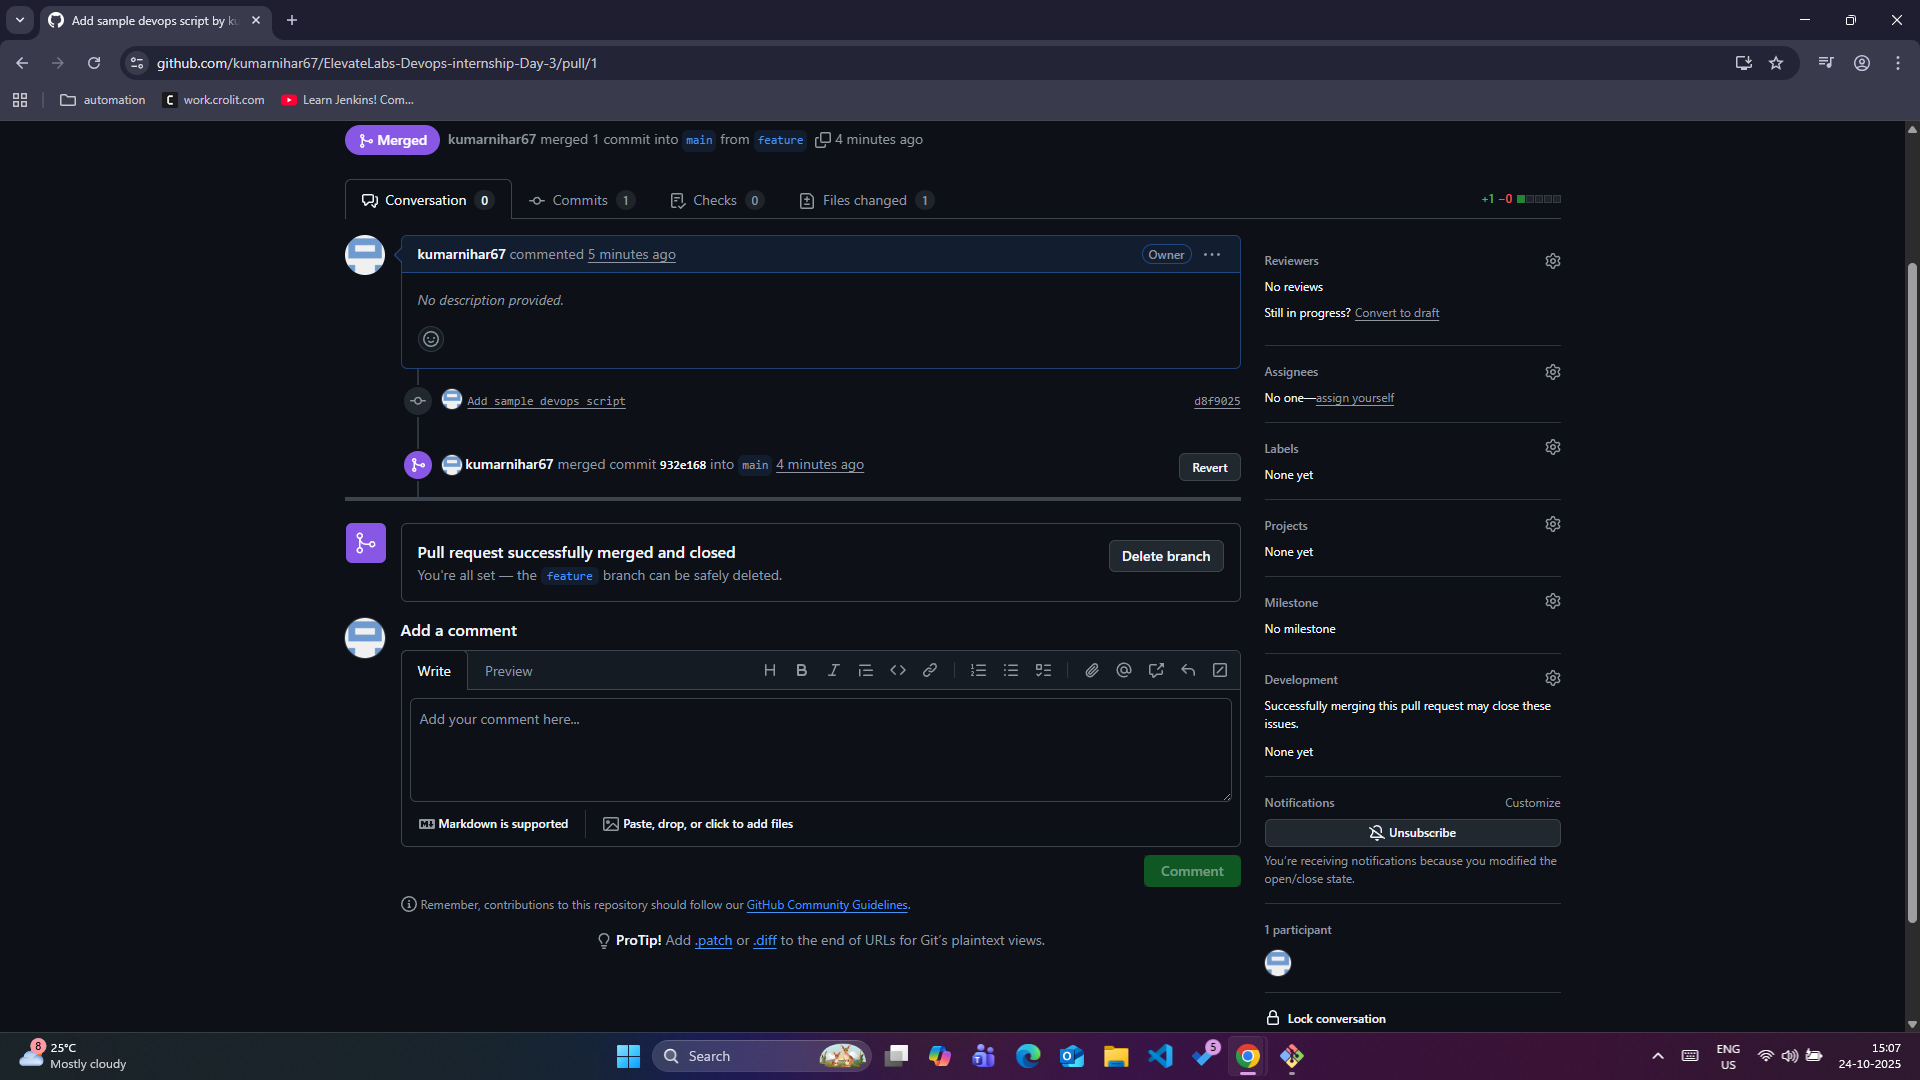 Add sample devops script by ku
github.com/kumarnihar67/ElevateLabs-Devops-internship-Day-3/pull/1
automation
work.crolit.com
Learn Jenkins! Com...
Merged
kumarnihar67 merged 1 commit into main from feature 4 minutes ago
Conversation 0
Commits 1
Checks 0
Files changed 1
+1 −0
kumarnihar67 commented 5 minutes ago
Owner
No description provided.
Add sample devops script
d8f9025
kumarnihar67 merged commit 932e168 into main 4 minutes ago
Revert
Pull request successfully merged and closed
You're all set — the feature branch can be safely deleted.
Delete branch
Add a comment
Write
Preview
H B I
Add your comment here...
Markdown is supported
Paste, drop, or click to add files
Comment
Remember, contributions to this repository should follow our GitHub Community Guidelines.
ProTip! Add .patch or .diff to the end of URLs for Git's plaintext views.
Reviewers
No reviews
Still in progress? Convert to draft
Assignees
No one—assign yourself
Labels
None yet
Projects
None yet
Milestone
No milestone
Development
Successfully merging this pull request may close these
issues.
None yet
Notifications
Customize
Unsubscribe
You're receiving notifications because you modified the
open/close state.
1 participant
Lock conversation
8
25°C
Mostly cloudy
Search
5
ENG
US
15:07
24-10-2025